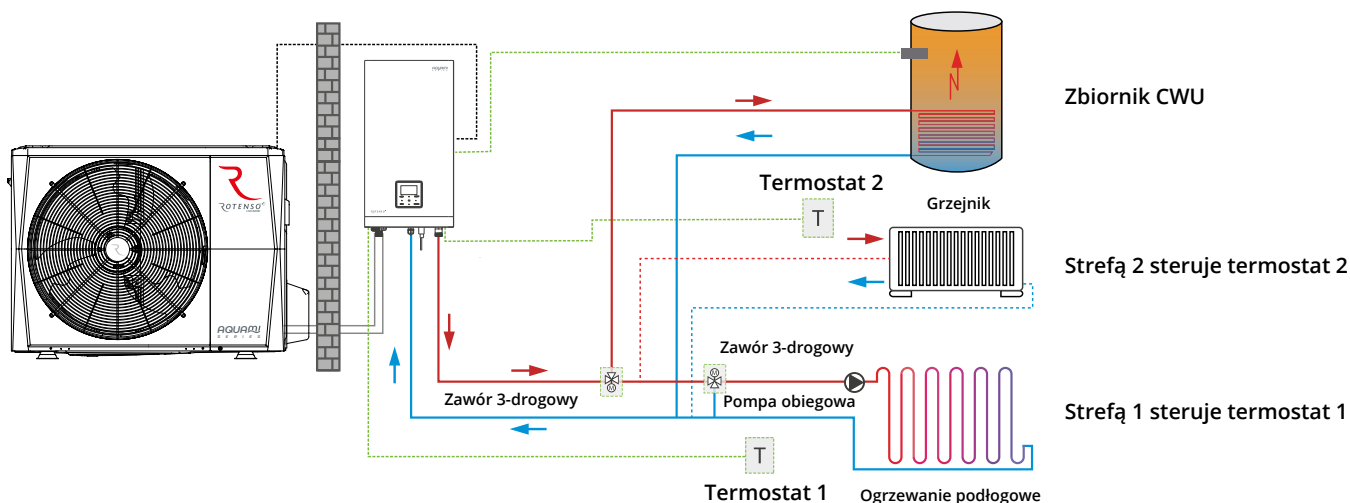 Zbiornik CWU
Termostat 2
Grzejnik
T
ROTENSO
Strefą 2 steruje termostat 2
AQUAMI
SERIES
Zawór 3-drogowy
M
M
Zawór 3-drogowy
Pompa obiegowa
Strefą 1 steruje termostat 1
T
Termostat 1
Ogrzewanie podłogowe